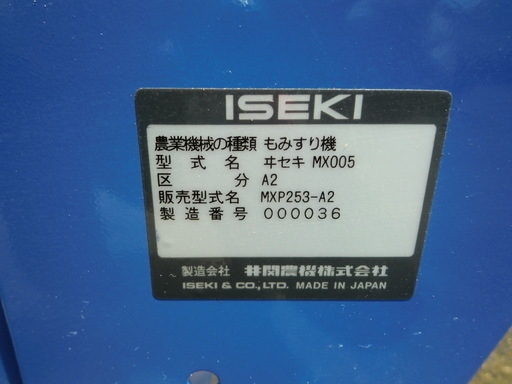 ISEKI
農業機械の種類 もみすり機
型式名 ヰセキ MX005
区分 A2
販売型式名 MXP253-A2
製造番号 000036
製造会社 井関農機株式会社
ISEKI & CO., LTD. MADE IN JAPAN